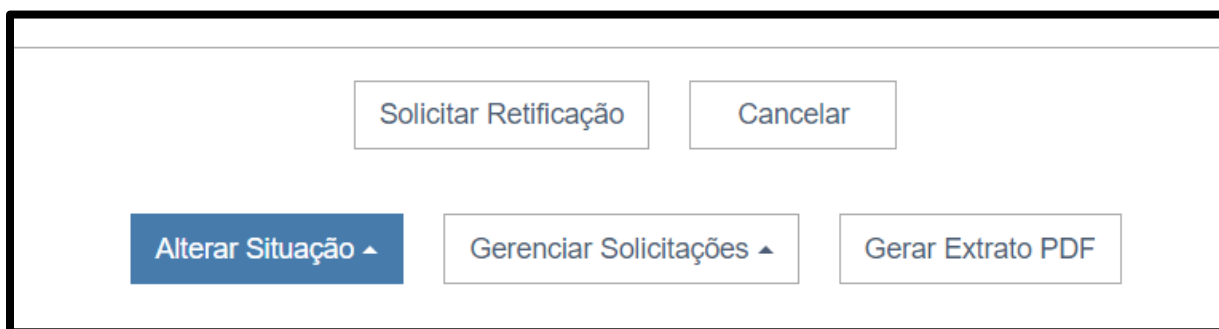 Solicitar Retificação Cancelar
Alterar Situação Gerenciar Solicitações Gerar Extrato PDF